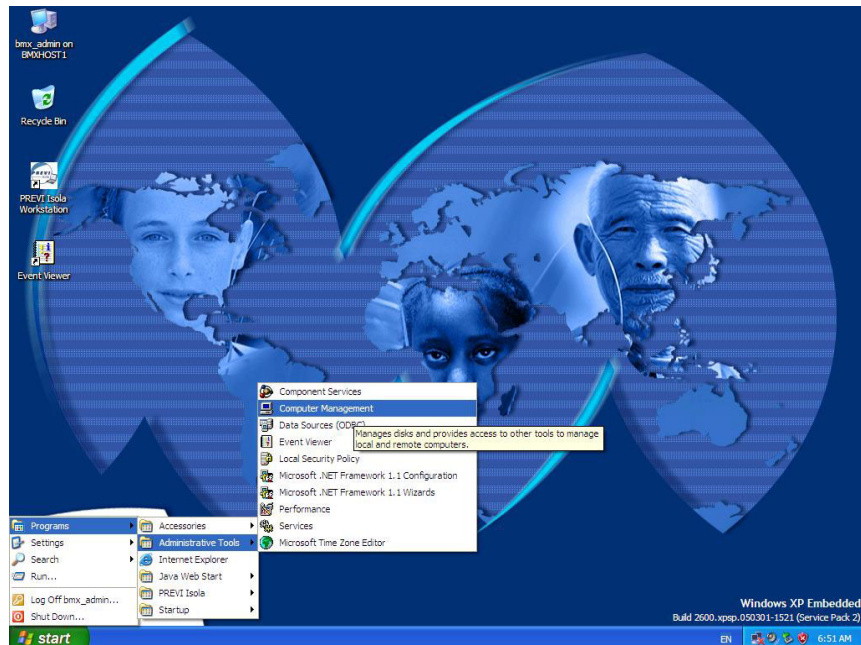 bmx_admin on
BMXHOST1
Recycle Bin
PREVI
PREVI Isola
Workstation
Event Viewer
Component Services
Computer Management
Data Sources (ODBC)
Manages disks and provides access to other tools to manage
local and remote computers.
Event Viewer
Local Security Policy
Microsoft .NET Framework 1.1 Configuration
Microsoft .NET Framework 1.1 Wizards
Performance
Services
Microsoft Time Zone Editor
Programs
Settings
Search
Run...
Log Off bmx_admin...
Shut Down...
Accessories
Administrative Tools
Internet Explorer
Java Web Start
PREVI Isola
Startup
Windows XP Embedded
Build 2600.xpsp.050301-1521 (Service Pack 2)
start
EN
6:51 AM